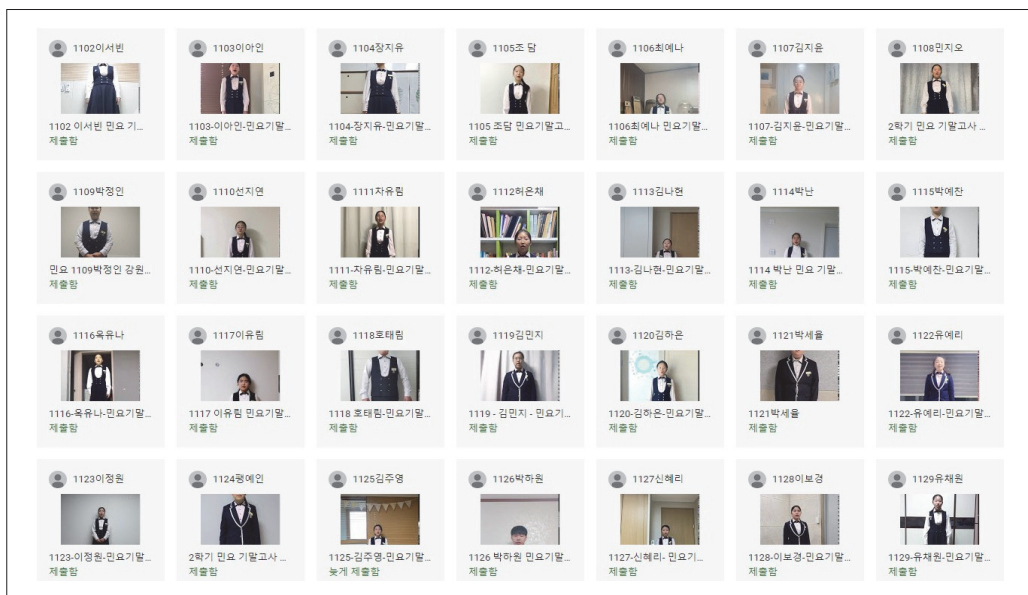 1102이서빈
1102 이서빈 민요 기...
제출함
1103이아인
1103-이아인-민요기말...
제출함
1104장지유
1104-장지유-민요기말...
제출함
1105조 담
1105 조담 민요기말고...
제출함
1106최예나
1106최예나 민요기말...
제출함
1107김지윤
1107-김지윤-민요기말...
제출함
1108민지오
2학기 민요 기말고사 ...
제출함
1109박정인
민요 1109박정인 강원...
제출함
1110선지연
1110-선지연-민요기말...
제출함
1111자유림
1111-자유림-민요기말...
제출함
1112허은채
1112-허은채-민요기말...
제출함
1113김나현
1113-김나현-민요기말...
제출함
1114박난
1114 박난 민요 기말...
제출함
1115박예찬
1115-박예찬-민요기말...
제출함
1116옥유나
1116-옥유나-민요기말...
제출함
1117이유림
1117 이유림 민요기말...
제출함
1118호태림
1118 호태림-민요기말...
제출함
1119김민지
1119 - 김민지 - 민요기...
제출함
1120김하은
1120-김하은-민요기말...
제출함
1121박세율
1121박세율
제출함
1122유예리
1122-유예리-민요기말...
제출함
1123이정원
1123-이정원-민요기말...
제출함
1124팽예인
2학기 민요 기말고사 ...
제출함
1125김주영
1125-김주영-민요기말...
늦게 제출함
1126박하원
1126 박하원 민요기말...
제출함
1127신혜리
1127-신혜리- 민요기...
제출함
1128이보경
1128-이보경-민요기말...
제출함
1129유채원
1129-유채원-민요기말...
제출함